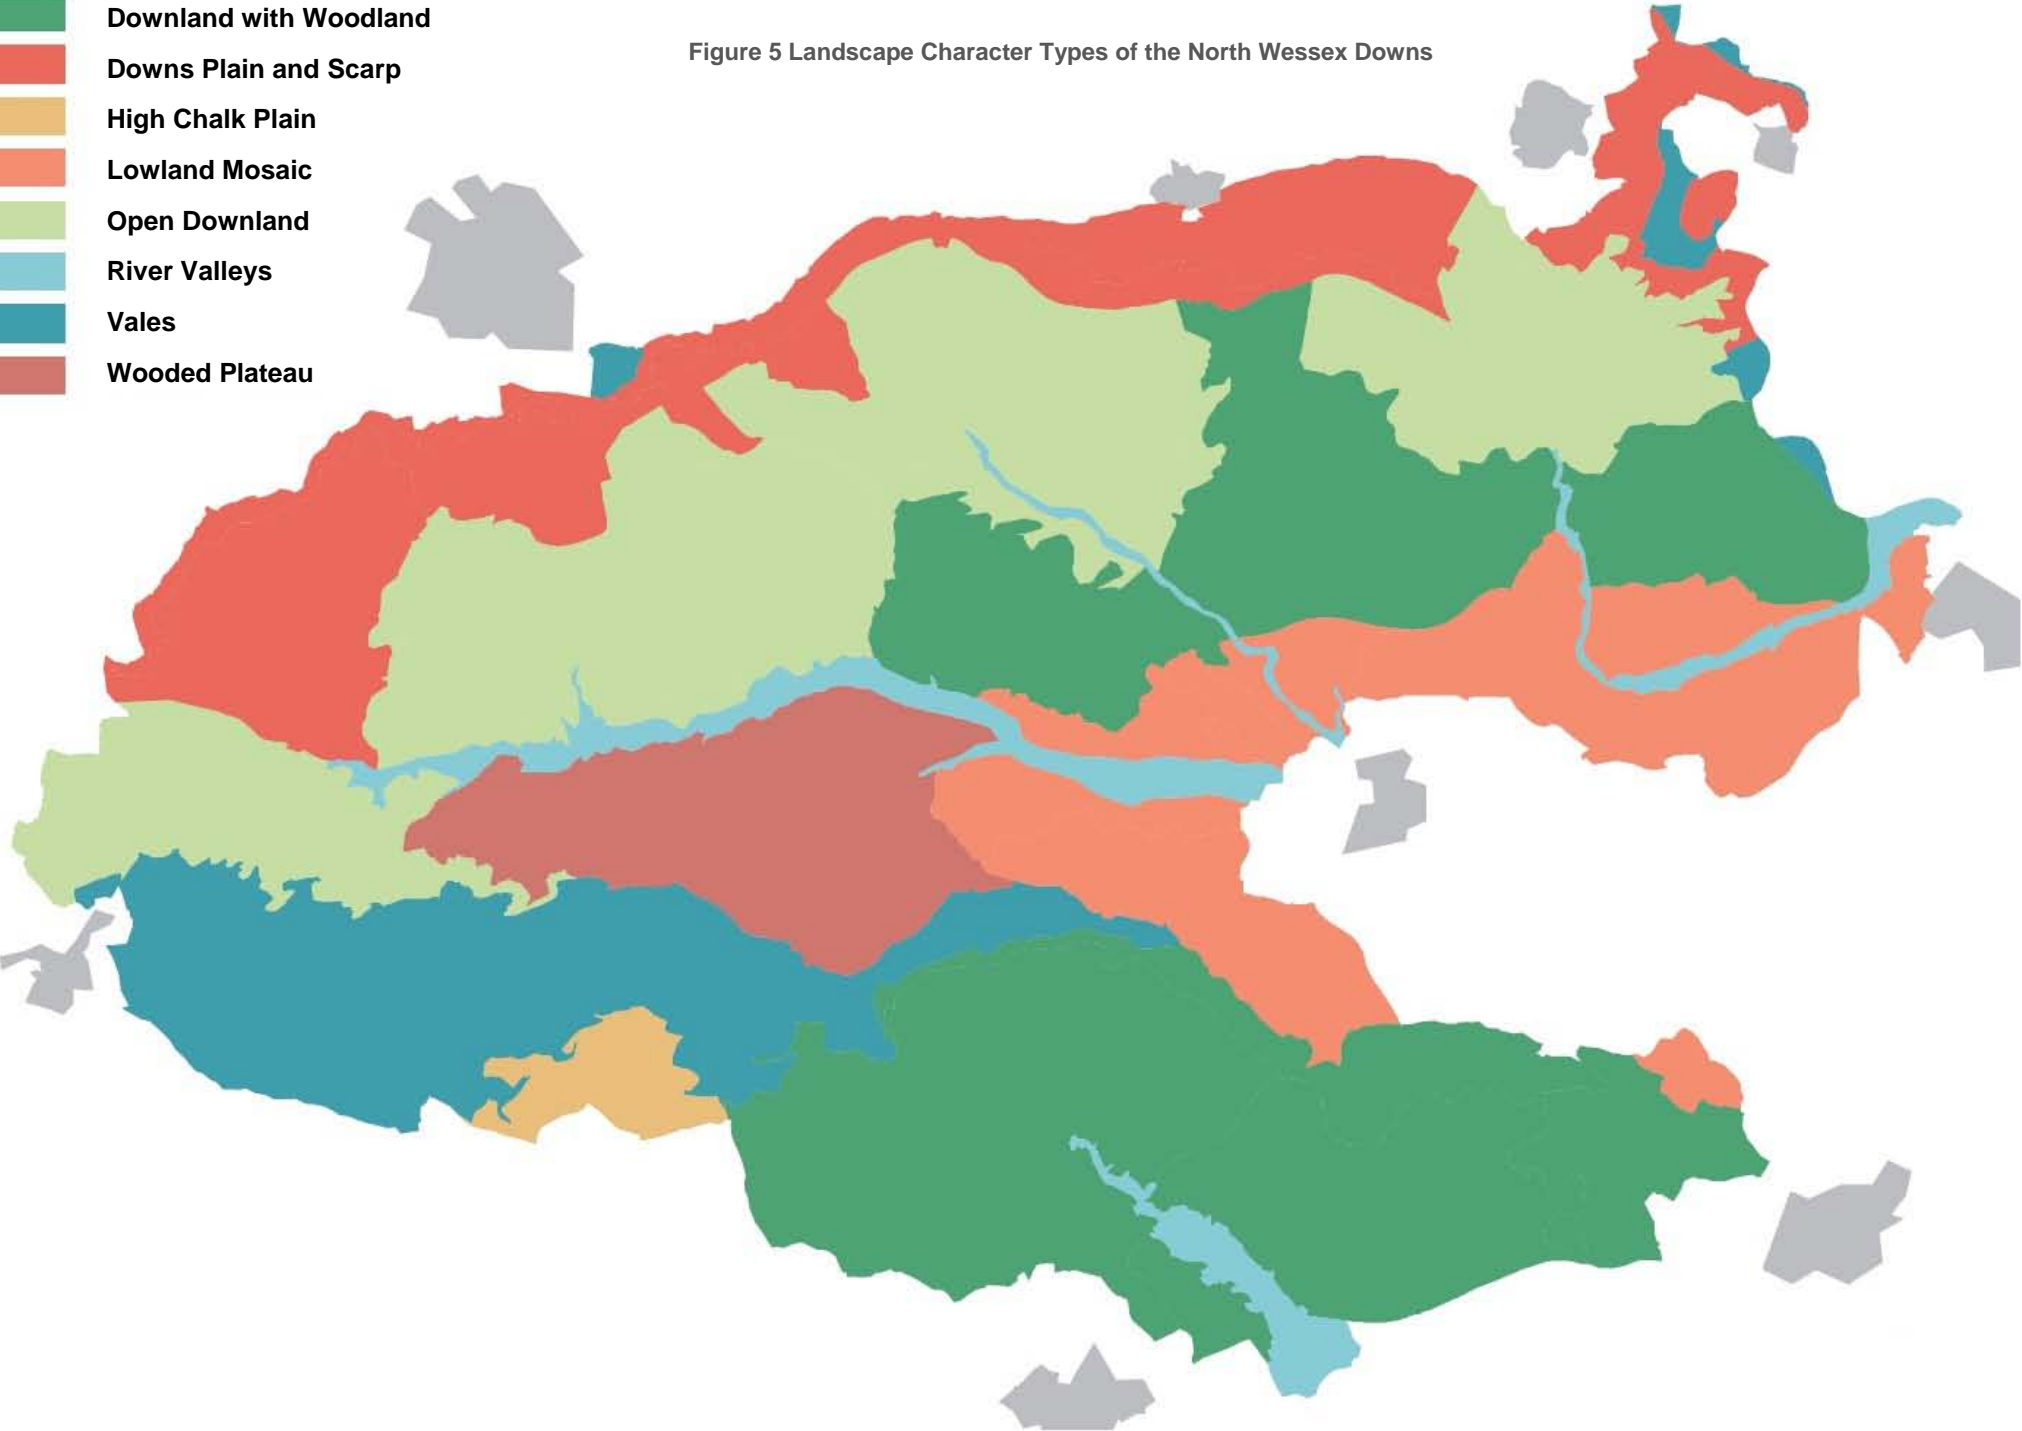 Downland with Woodland
Figure 5 Landscape Character Types of the North Wessex Downs
Downs Plain and Scarp
High Chalk Plain
Lowland Mosaic
Open Downland
River Valleys
Vales
Wooded Plateau